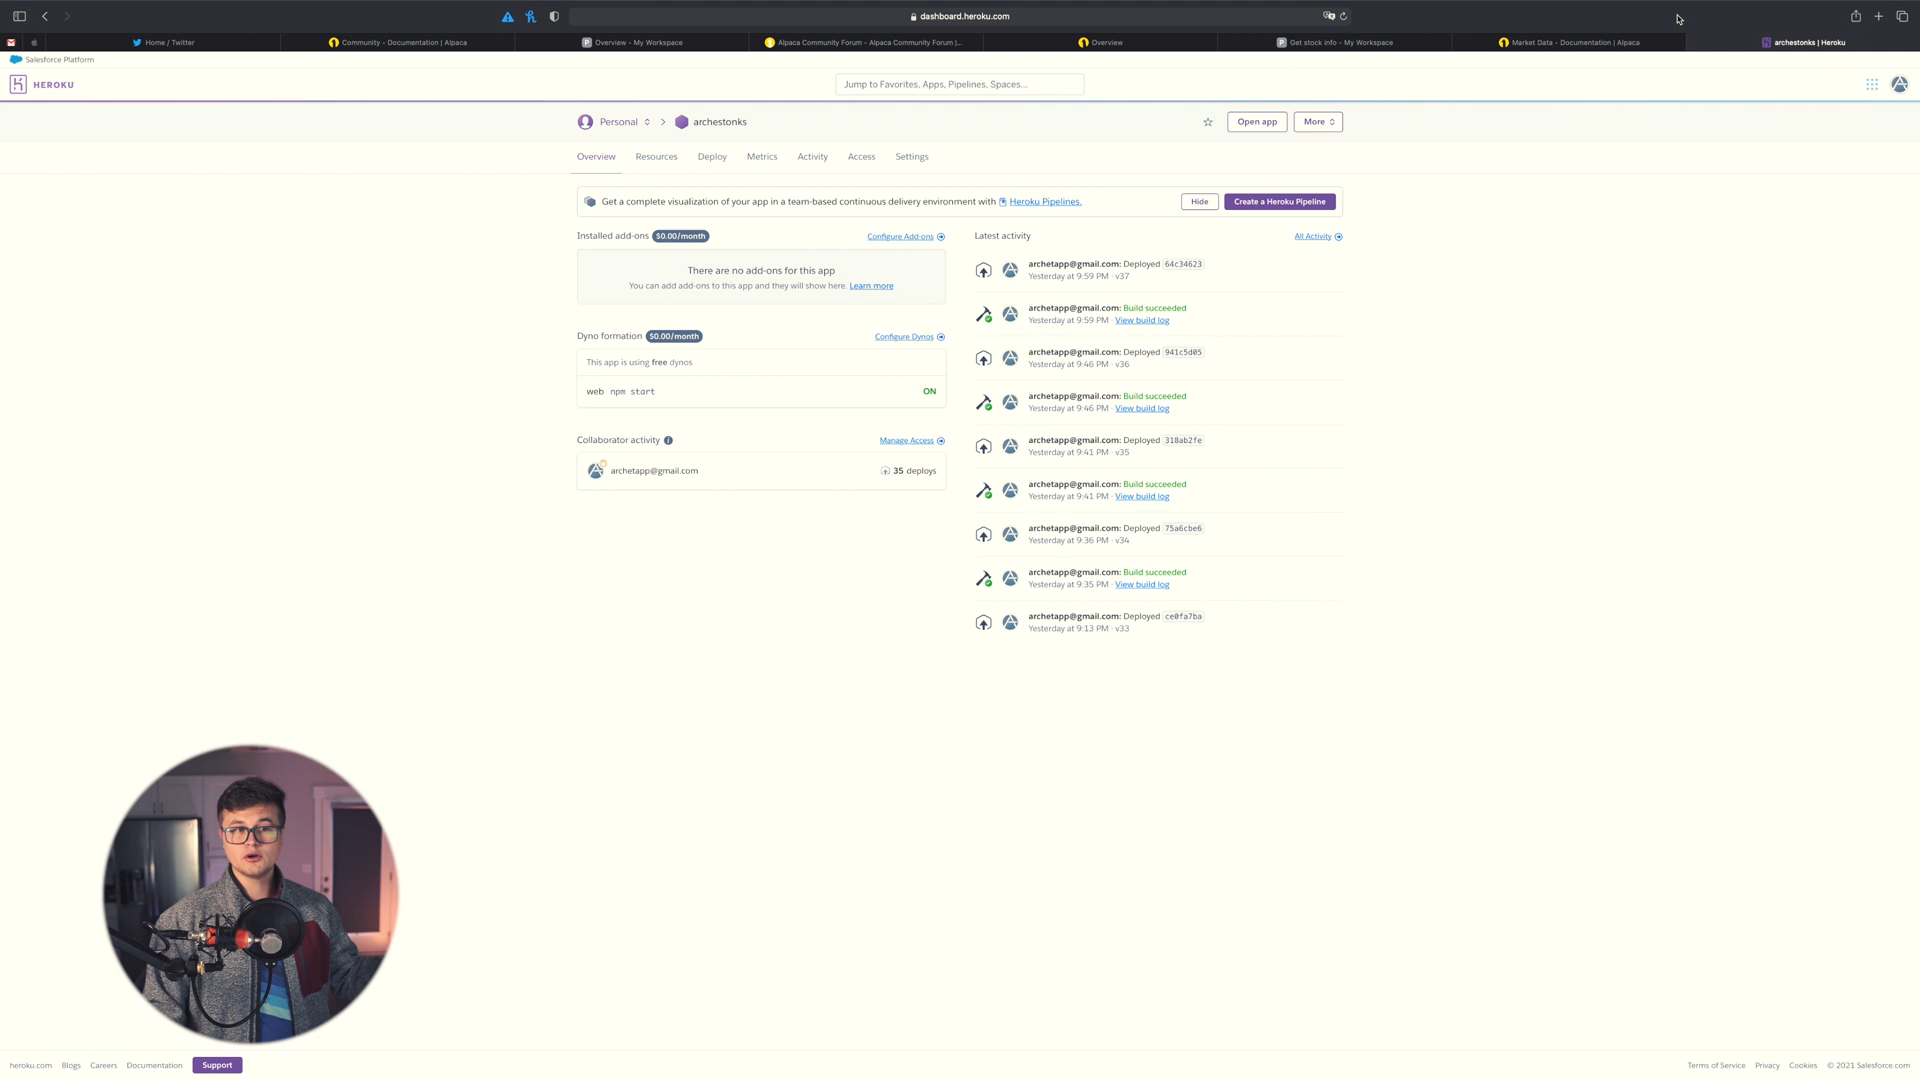 dashboard.heroku.com
Home / Twitter
Community - Documentation | Alpaca
Overview - My Workspace
Alpaca Community Forum - Alpaca Community Forum |...
Overview
Get stock info - My Workspace
Market Data - Documentation | Alpaca
archestonks | Heroku
Salesforce Platform
HEROKU
Jump to Favorites, Apps, Pipelines, Spaces...
Personal
archestonks
Open app
More
Overview
Resources
Deploy
Metrics
Activity
Access
Settings
Get a complete visualization of your app in a team-based continuous delivery environment with Heroku Pipelines.
Hide
Create a Heroku Pipeline
Installed add-ons $0.00/month
Configure Add-ons
There are no add-ons for this app
You can add add-ons to this app and they will show here. Learn more
Dyno formation $0.00/month
Configure Dynos
This app is using free dynos
web npm start
ON
Collaborator activity
Manage Access
archetapp@gmail.com
35 deploys
Latest activity
All Activity
archetapp@gmail.com: Deployed 64c34623
Yesterday at 9:59 PM · v37
archetapp@gmail.com: Build succeeded
Yesterday at 9:59 PM · View build log
archetapp@gmail.com: Deployed 941c5d05
Yesterday at 9:46 PM · v36
archetapp@gmail.com: Build succeeded
Yesterday at 9:46 PM · View build log
archetapp@gmail.com: Deployed 318ab2fe
Yesterday at 9:41 PM · v35
archetapp@gmail.com: Build succeeded
Yesterday at 9:41 PM · View build log
archetapp@gmail.com: Deployed 75a6cbe6
Yesterday at 9:36 PM · v34
archetapp@gmail.com: Build succeeded
Yesterday at 9:35 PM · View build log
archetapp@gmail.com: Deployed ce0fa7ba
Yesterday at 9:13 PM · v33
heroku.com
Blogs
Careers
Documentation
Support
Terms of Service
Privacy
Cookies
© 2021 Salesforce.com